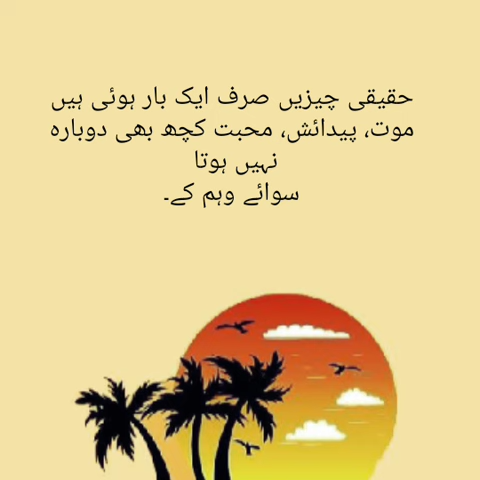 حقیقی چیزیں صرف ایک بار ہوئی ہیں
موت، پیدائش، محبت کچھ بھی دوبارہ
نہیں ہوتا
سوائے وہم کے۔